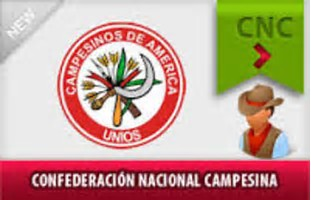 NEW
CNC
CAMPESINOS DE AMERICA
UNIOS
CONFEDERACIÓN NACIONAL CAMPESINA